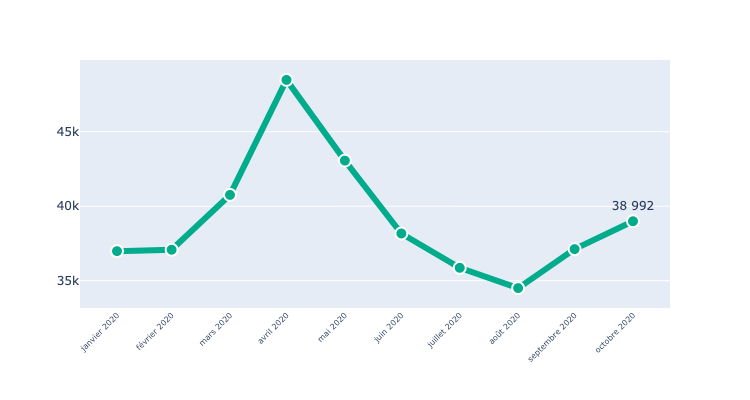 45k
40k
35k
38 992
janvier 2020
février 2020
mars 2020
avril 2020
mai 2020
juin 2020
juillet 2020
août 2020
septembre 2020
octobre 2020